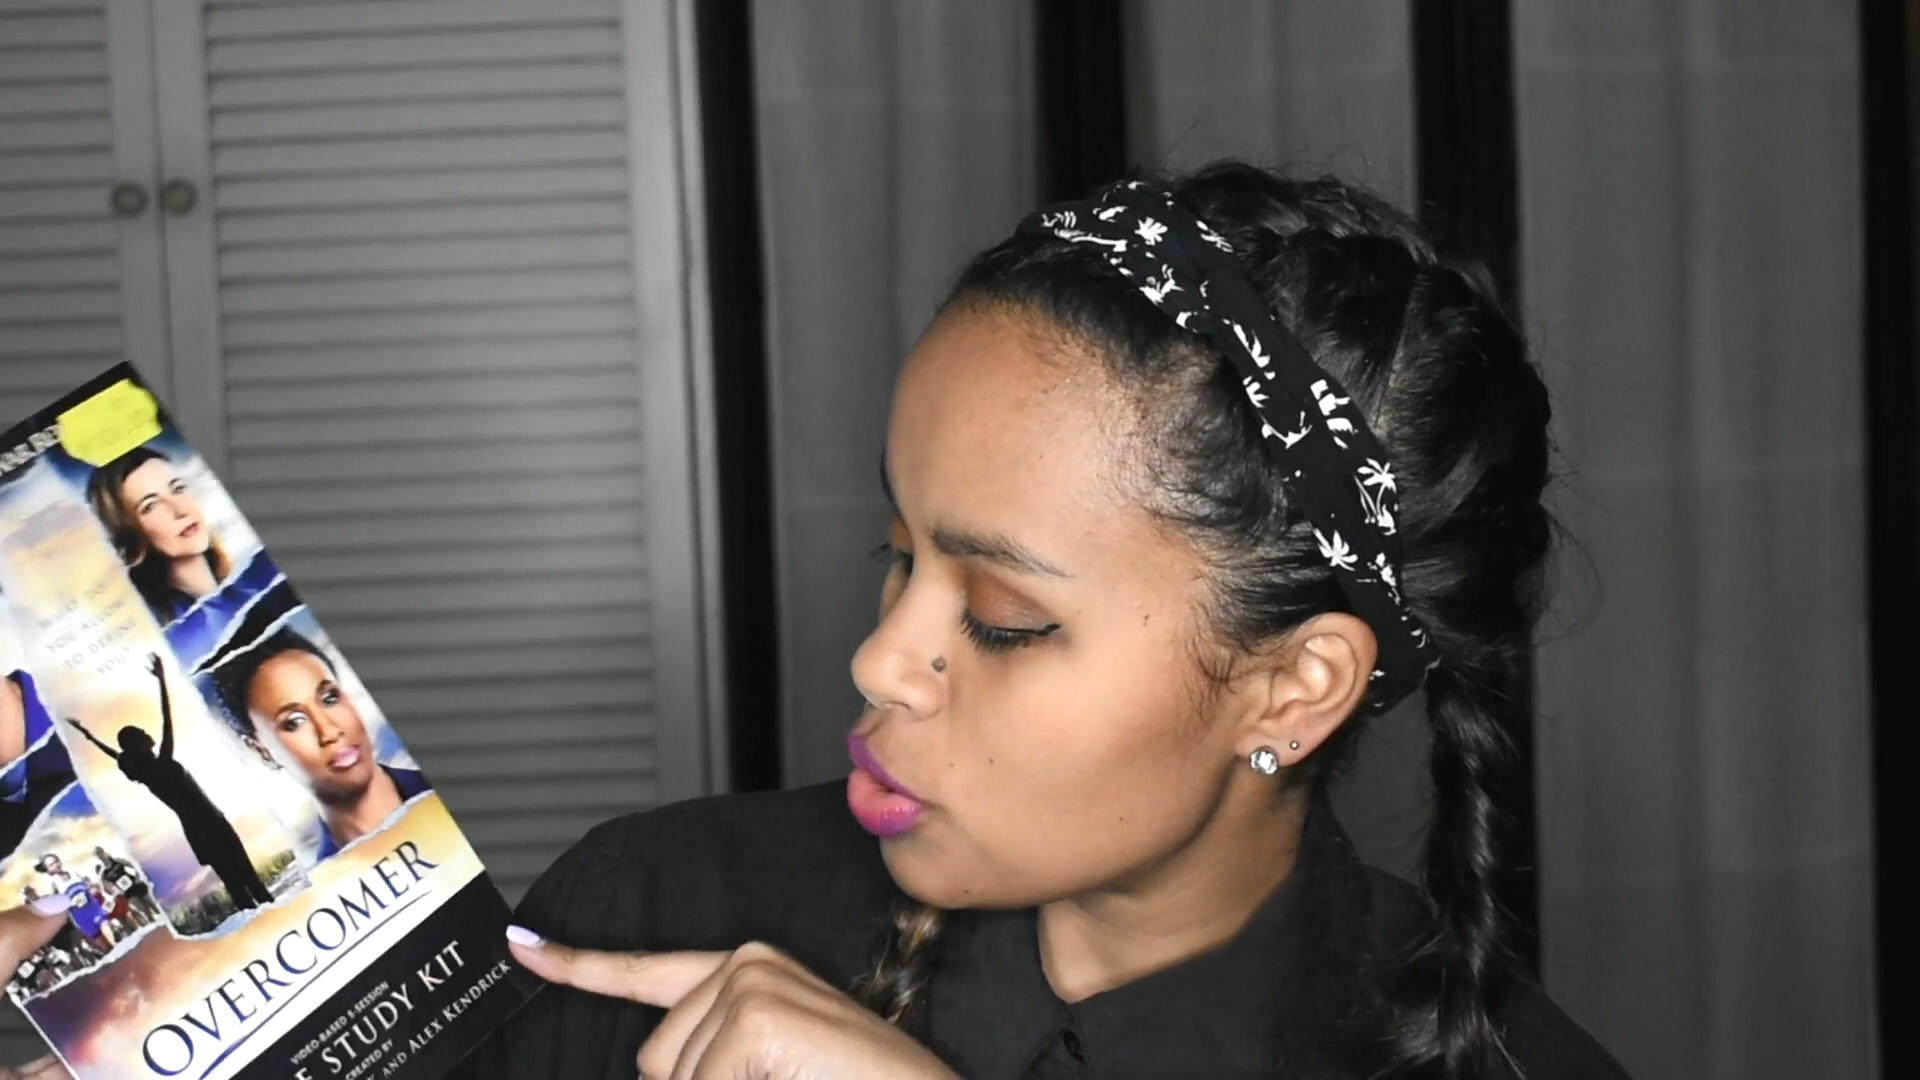 WHAT DO
YOU ALLOW
TO DEFINE
YOU?
OVERCOMER
VIDEO-BASED 5-SESSION
STUDY KIT
CREATED BY
AND ALEX KENDRICK